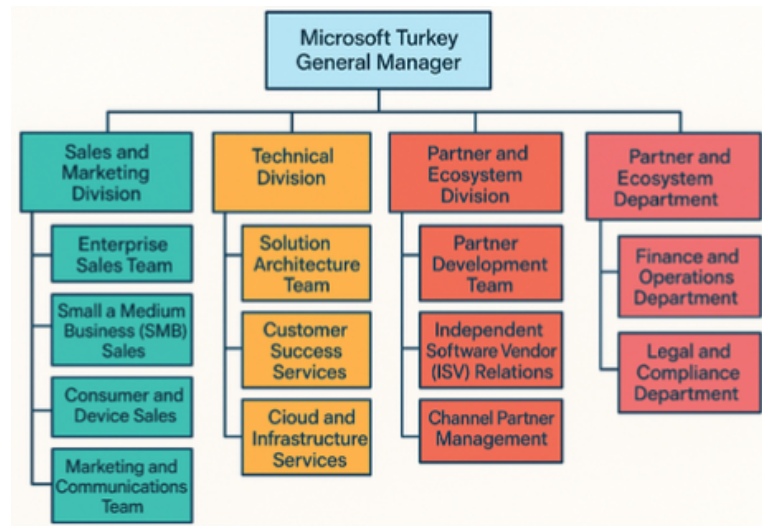 Microsoft Turkey
General Manager
Sales and
Marketing
Division
Enterprise
Sales Team
Small a Medium
Business (SMB)
Sales
Consumer and
Device Sales
Marketing and
Communications
Team
Technical
Division
Solution
Architecture
Team
Customer
Success
Services
Cioud and
Infrastructure
Services
Partner and
Ecosystem
Division
Partner
Development
Team
Independent
Software Vendor
(ISV) Relations
Channel Partner
Management
Partner and
Ecosystem
Department
Finance and
Operations
Department
Legal and
Compliance
Department